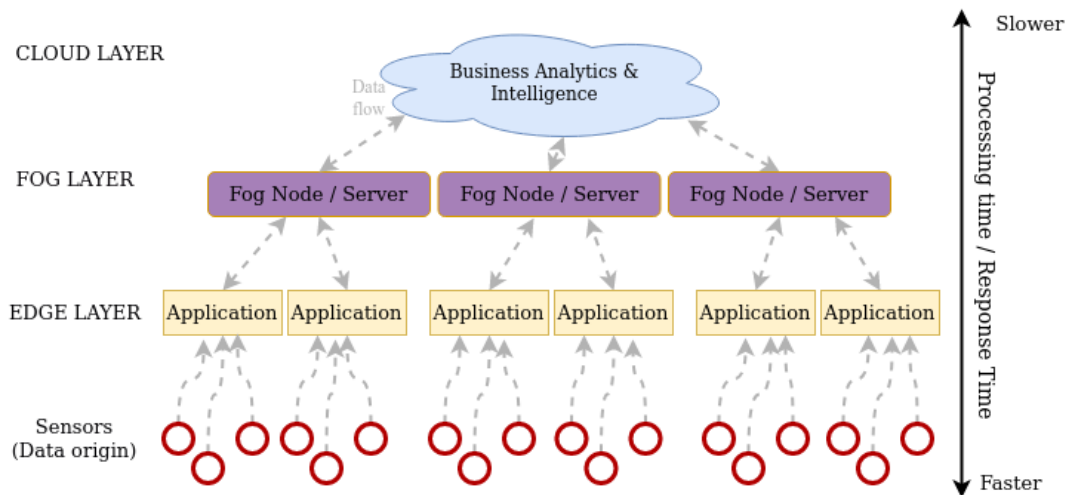 Slower
CLOUD LAYER
Business Analytics &
Intelligence
Data
flow
FOG LAYER
Fog Node / Server
Fog Node / Server
Fog Node / Server
Processing time / Response Time
EDGE LAYER
Application
Application
Application
Application
Application
Application
Sensors
(Data origin)
Faster